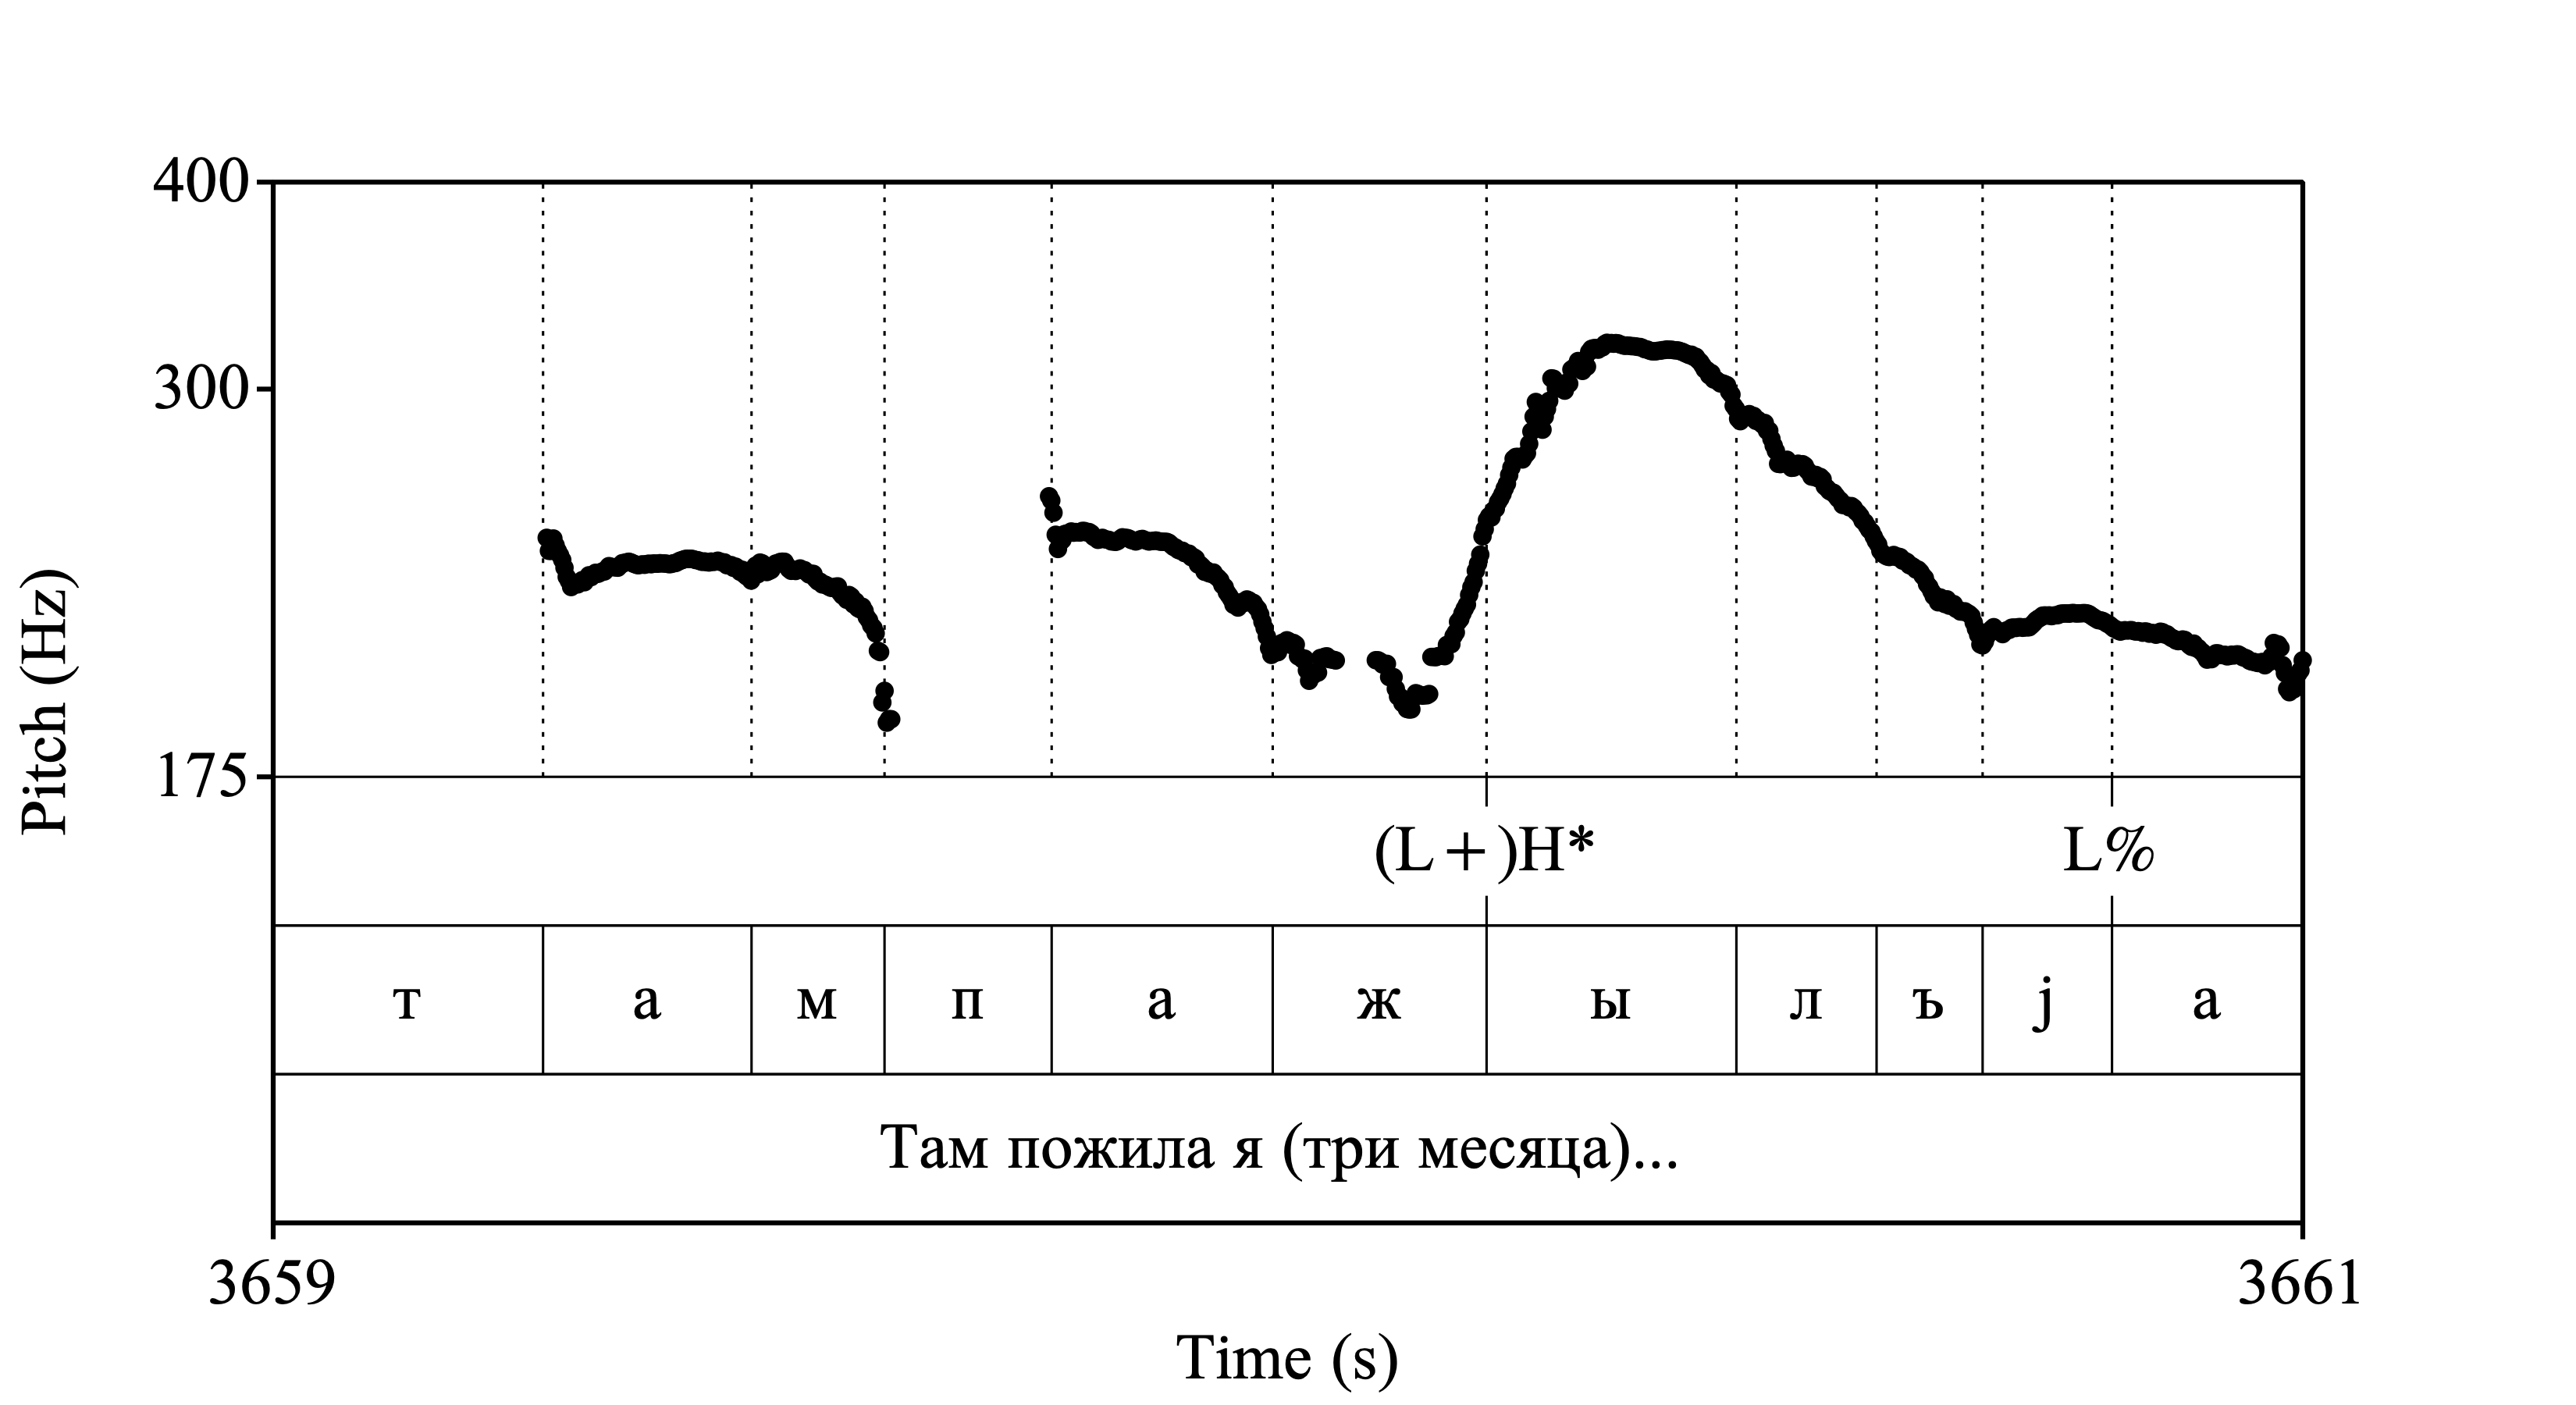 400
300
175
Pitch (Hz)
(L+)H* L%
т а м п а ж ы л ъ j а
Там пожила я (три месяца)...
3659 3661
Time (s)